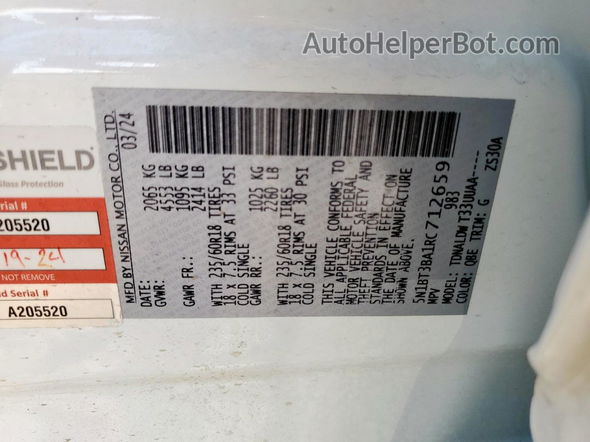 AutoHelperBot.com
SHIELD®
Glass Protection
Serial #
205520
19-24
NOT REMOVE
Serial #
A205520
MFD.BY NISSAN MOTOR CO., LTD.
03/24
GVWR: 2065 KG
4553 LB
GAWR FR.: 1095 KG
2414 LB
WITH 235/60R18 TIRES
18 x 7.5 RIMS AT 33 PSI
COLD SINGLE
GAWR RR.: 1025 KG
2260 LB
WITH 235/60R18 TIRES
18 x 7.5 RIMS AT 30 PSI
COLD SINGLE
THIS VEHICLE CONFORMS TO
ALL APPLICABLE FEDERAL
MOTOR VEHICLE SAFETY AND
THEFT PREVENTION
STANDARDS IN EFFECT ON
THE DATE OF MANUFACTURE
SHOWN ABOVE.
5N1BT3BA1RC712659
MPV 983
MODEL: TDNALDWT33UUAA-----
COLOR: QBE TRIM: G ZS30A